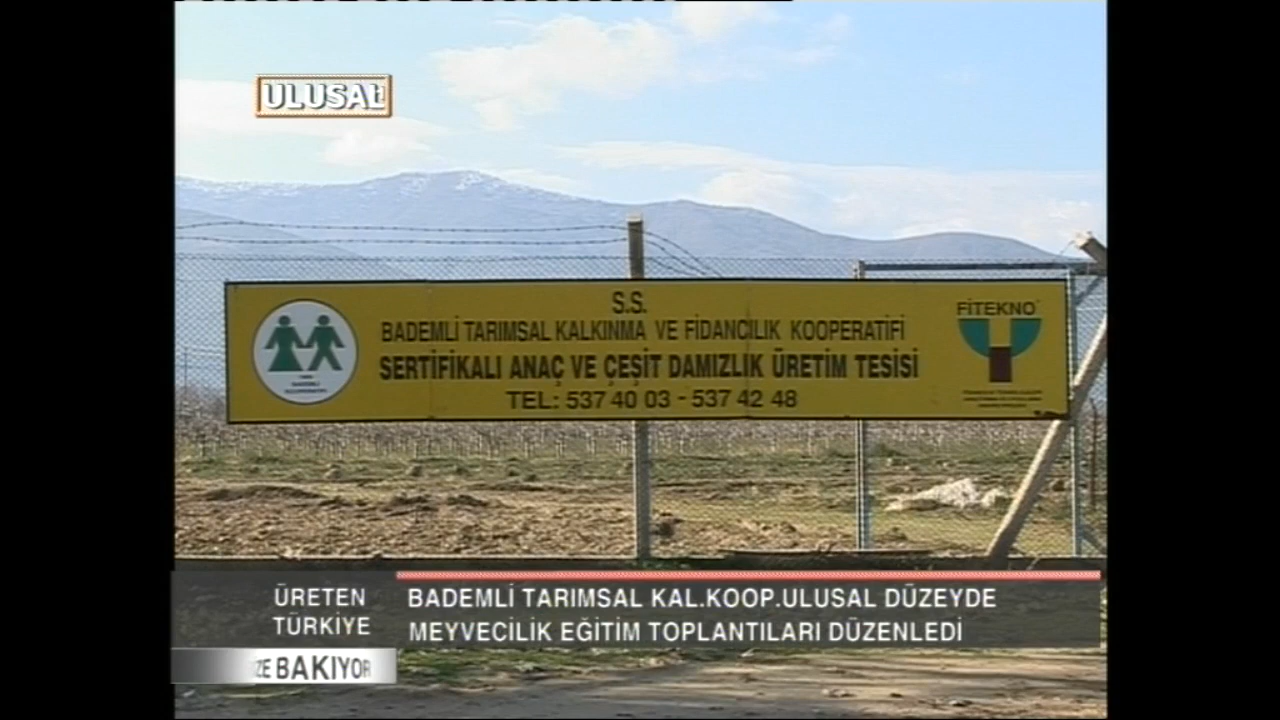 ULUSAL
S.S.
BADEMLİ TARIMSAL KALKINMA VE FİDANCILIK KOOPERATİFİ
SERTİFİKALI ANAÇ VE ÇEŞİT DAMIZLIK ÜRETİM TESİSİ
TEL: 537 40 03 - 537 42 48
FİTEKNO
ÜRETEN
TÜRKİYE
BADEMLİ TARIMSAL KAL.KOOP.ULUSAL DÜZEYDE
MEYVECİLİK EĞİTİM TOPLANTILARI DÜZENLEDİ
ZE BAKIYOR